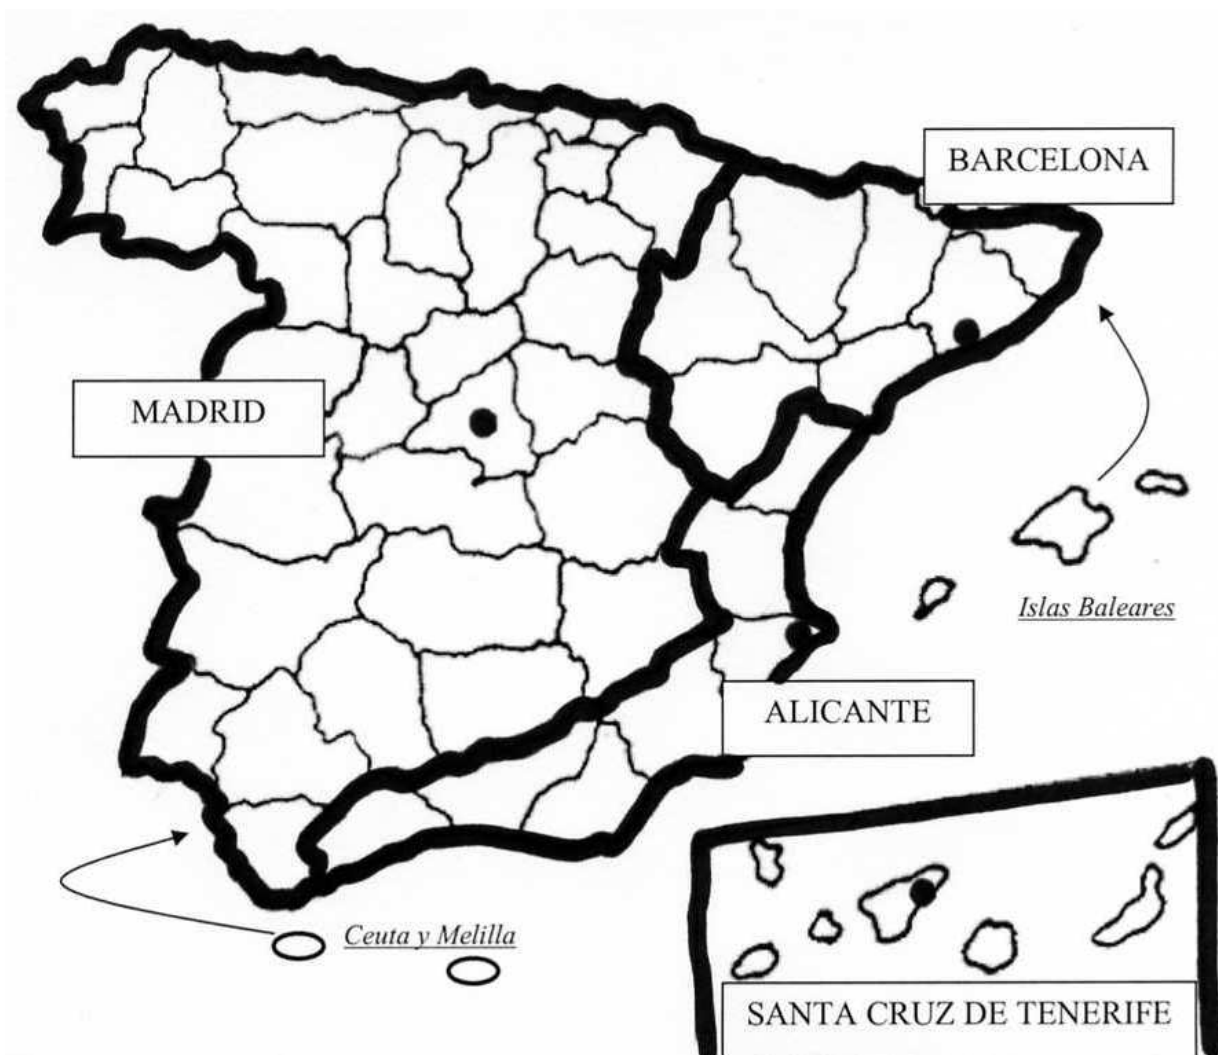 BARCELONA
MADRID
Islas Baleares
ALICANTE
Ceuta y Melilla
SANTA CRUZ DE TENERIFE